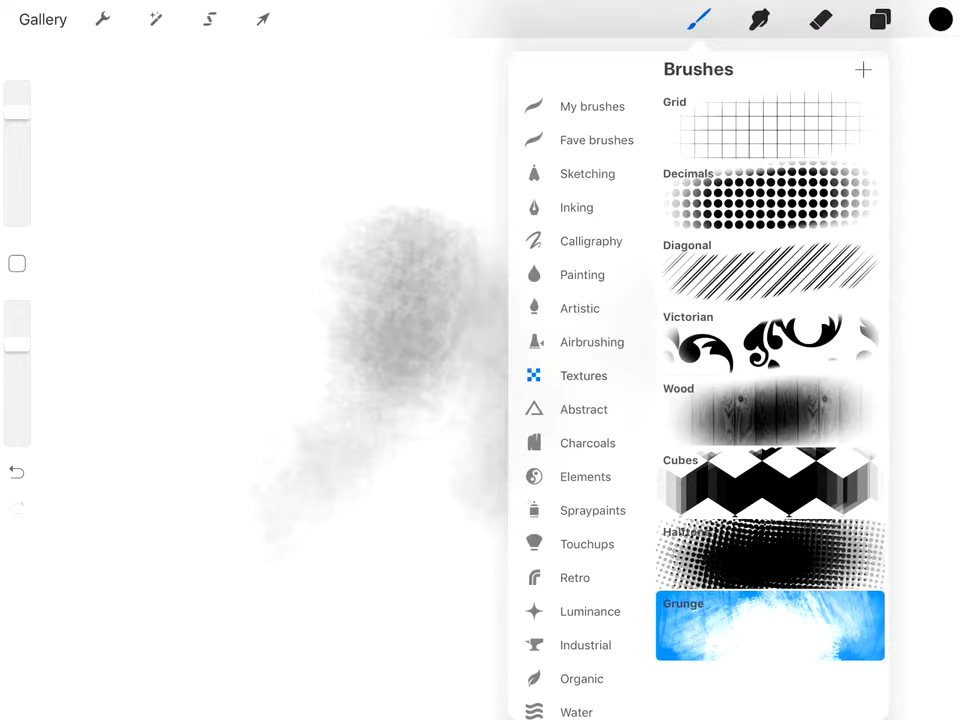 Gallery
Brushes
My brushes
Fave brushes
Sketching
Inking
Calligraphy
Painting
Artistic
Airbrushing
Textures
Abstract
Charcoals
Elements
Spraypaints
Touchups
Retro
Luminance
Industrial
Organic
Water
Grid
Decimals
Diagonal
Victorian
Wood
Cubes
Halftone
Grunge